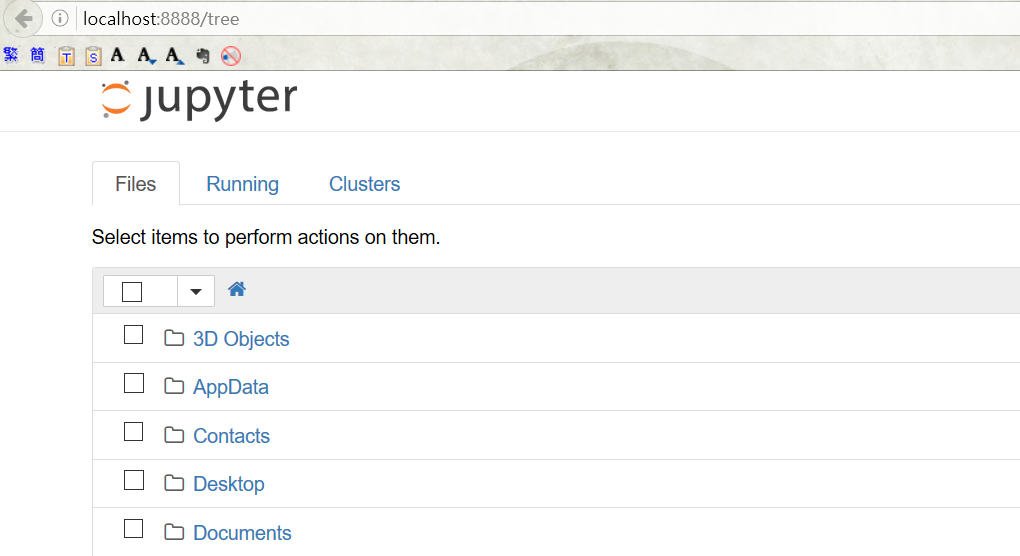 localhost:8888/tree
繁 簡 T S A A A
jupyter
Files Running Clusters
Select items to perform actions on them.
3D Objects
AppData
Contacts
Desktop
Documents